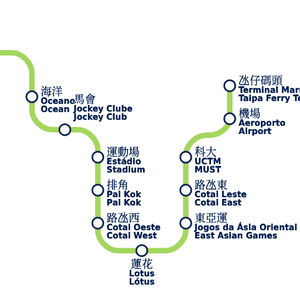 海洋
Oceano
Ocean
馬會
Jockey Clube
Jockey Club
運動場
Estádio
Stadium
排角
Pai Kok
Pai Kok
路氹西
Cotai Oeste
Cotai West
蓮花
Lotus
Lótus
東亞運
Jogos da Ásia Oriental
East Asian Games
路氹東
Cotai Leste
Cotai East
科大
UCTM
MUST
機場
Aeroporto
Airport
氹仔碼頭
Terminal Mar
Taipa Ferry Te